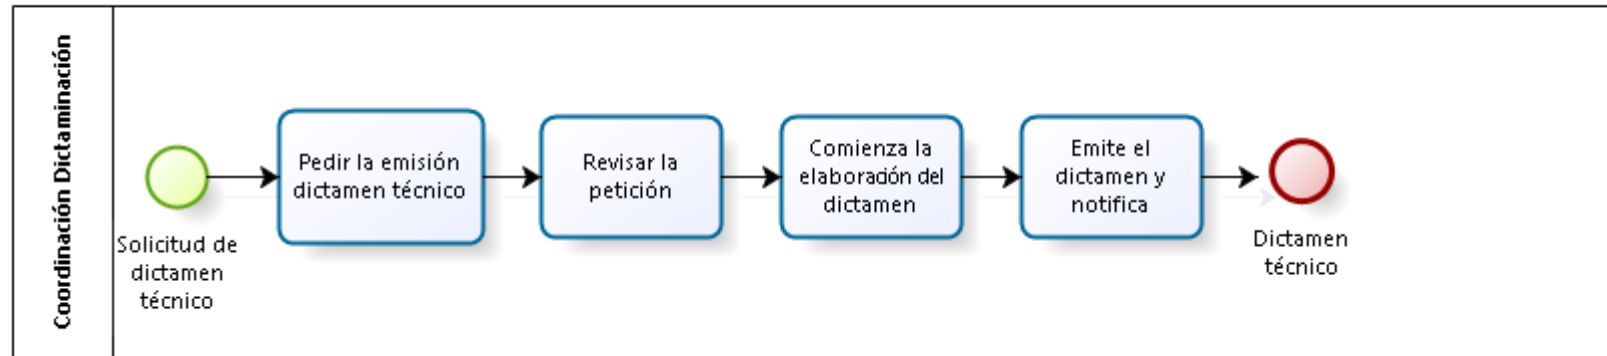 Coordinación Dictaminación
Solicitud de
dictamen
técnico
Pedir la emisión
dictamen técnico
Revisar la
petición
Comienza la
elaboración del
dictamen
Emite el
dictamen y
notifica
Dictamen
técnico